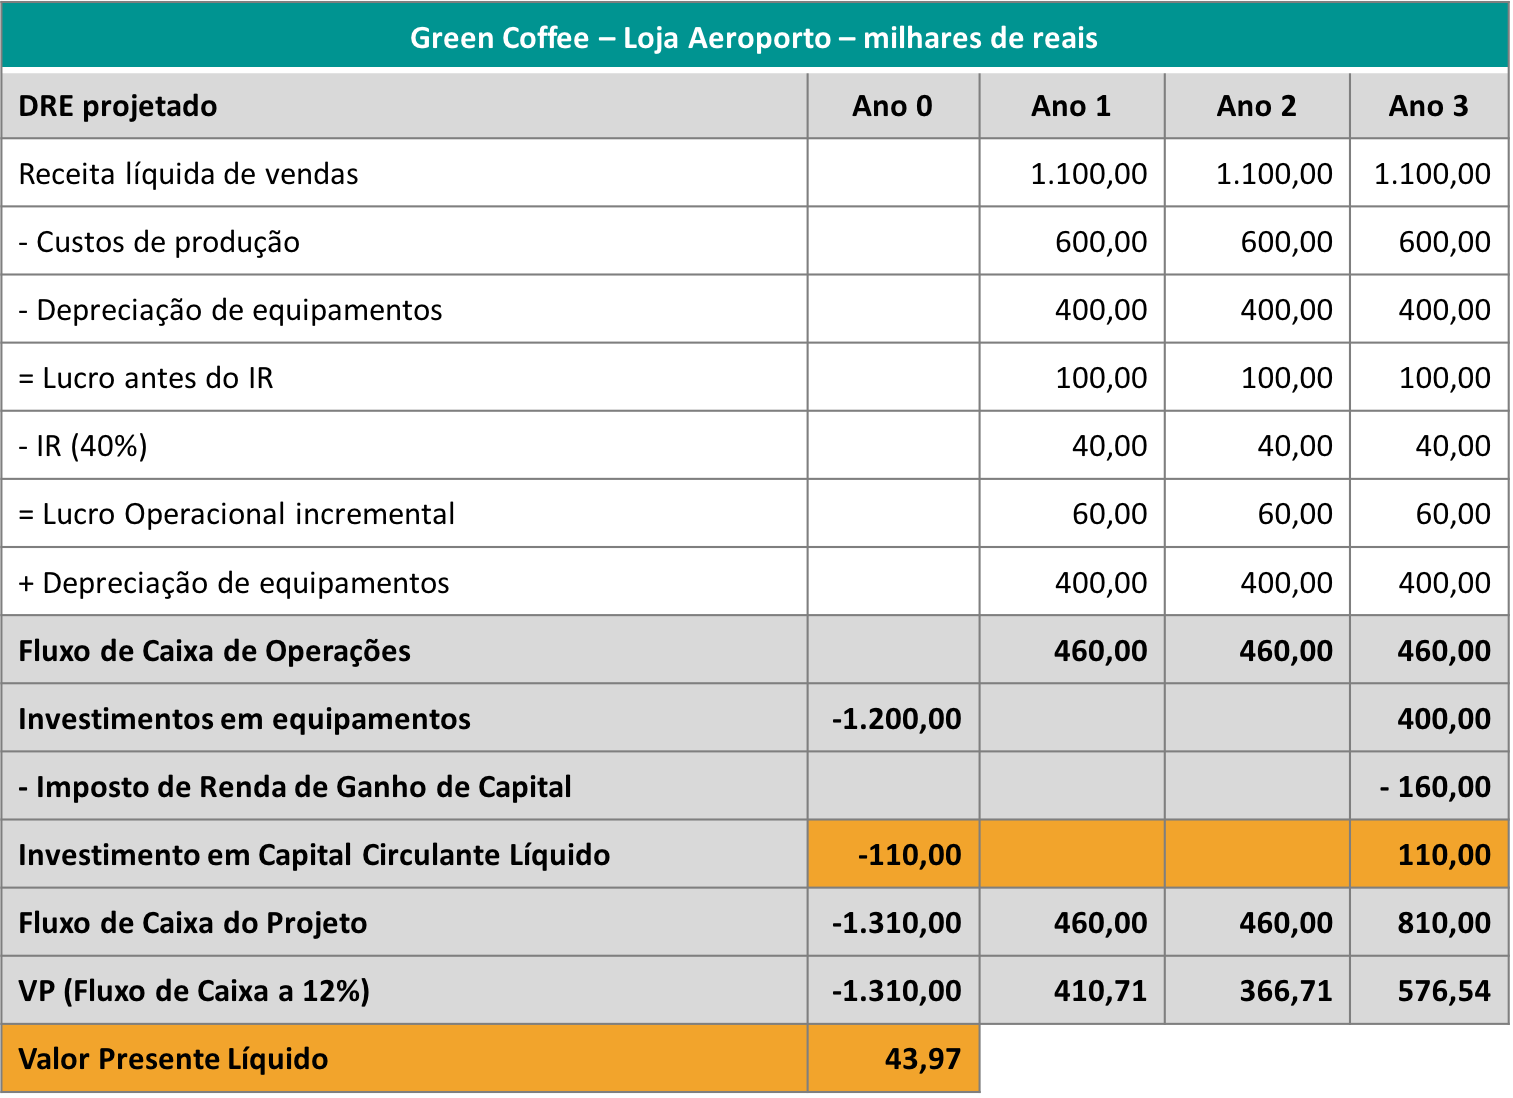 Green Coffee – Loja Aeroporto – milhares de reais
DRE projetado Ano 0 Ano 1 Ano 2 Ano 3
Receita líquida de vendas 1.100,00 1.100,00 1.100,00
- Custos de produção 600,00 600,00 600,00
- Depreciação de equipamentos 400,00 400,00 400,00
= Lucro antes do IR 100,00 100,00 100,00
- IR (40%) 40,00 40,00 40,00
= Lucro Operacional incremental 60,00 60,00 60,00
+ Depreciação de equipamentos 400,00 400,00 400,00
Fluxo de Caixa de Operações 460,00 460,00 460,00
Investimentos em equipamentos -1.200,00 400,00
- Imposto de Renda de Ganho de Capital - 160,00
Investimento em Capital Circulante Líquido -110,00 110,00
Fluxo de Caixa do Projeto -1.310,00 460,00 460,00 810,00
VP (Fluxo de Caixa a 12%) -1.310,00 410,71 366,71 576,54
Valor Presente Líquido 43,97